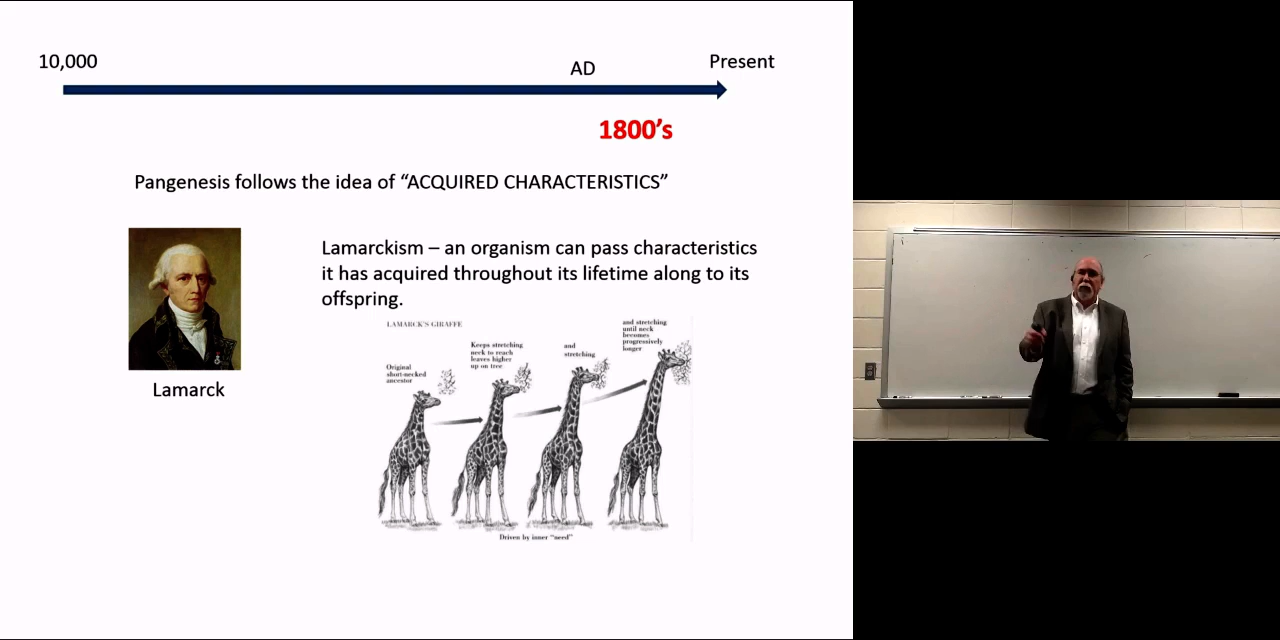 10,000
AD
Present
1800's
Pangenesis follows the idea of “ACQUIRED CHARACTERISTICS”
Lamarckism – an organism can pass characteristics
it has acquired throughout its lifetime along to its
offspring.
Lamarck
LAMARCK'S GIRAFFE
Original
short-necked
ancestor
Keeps stretching
neck to reach
leaves higher
up on tree
and
stretching
and stretching
until neck
becomes
progressively
longer
Driven by inner "need"